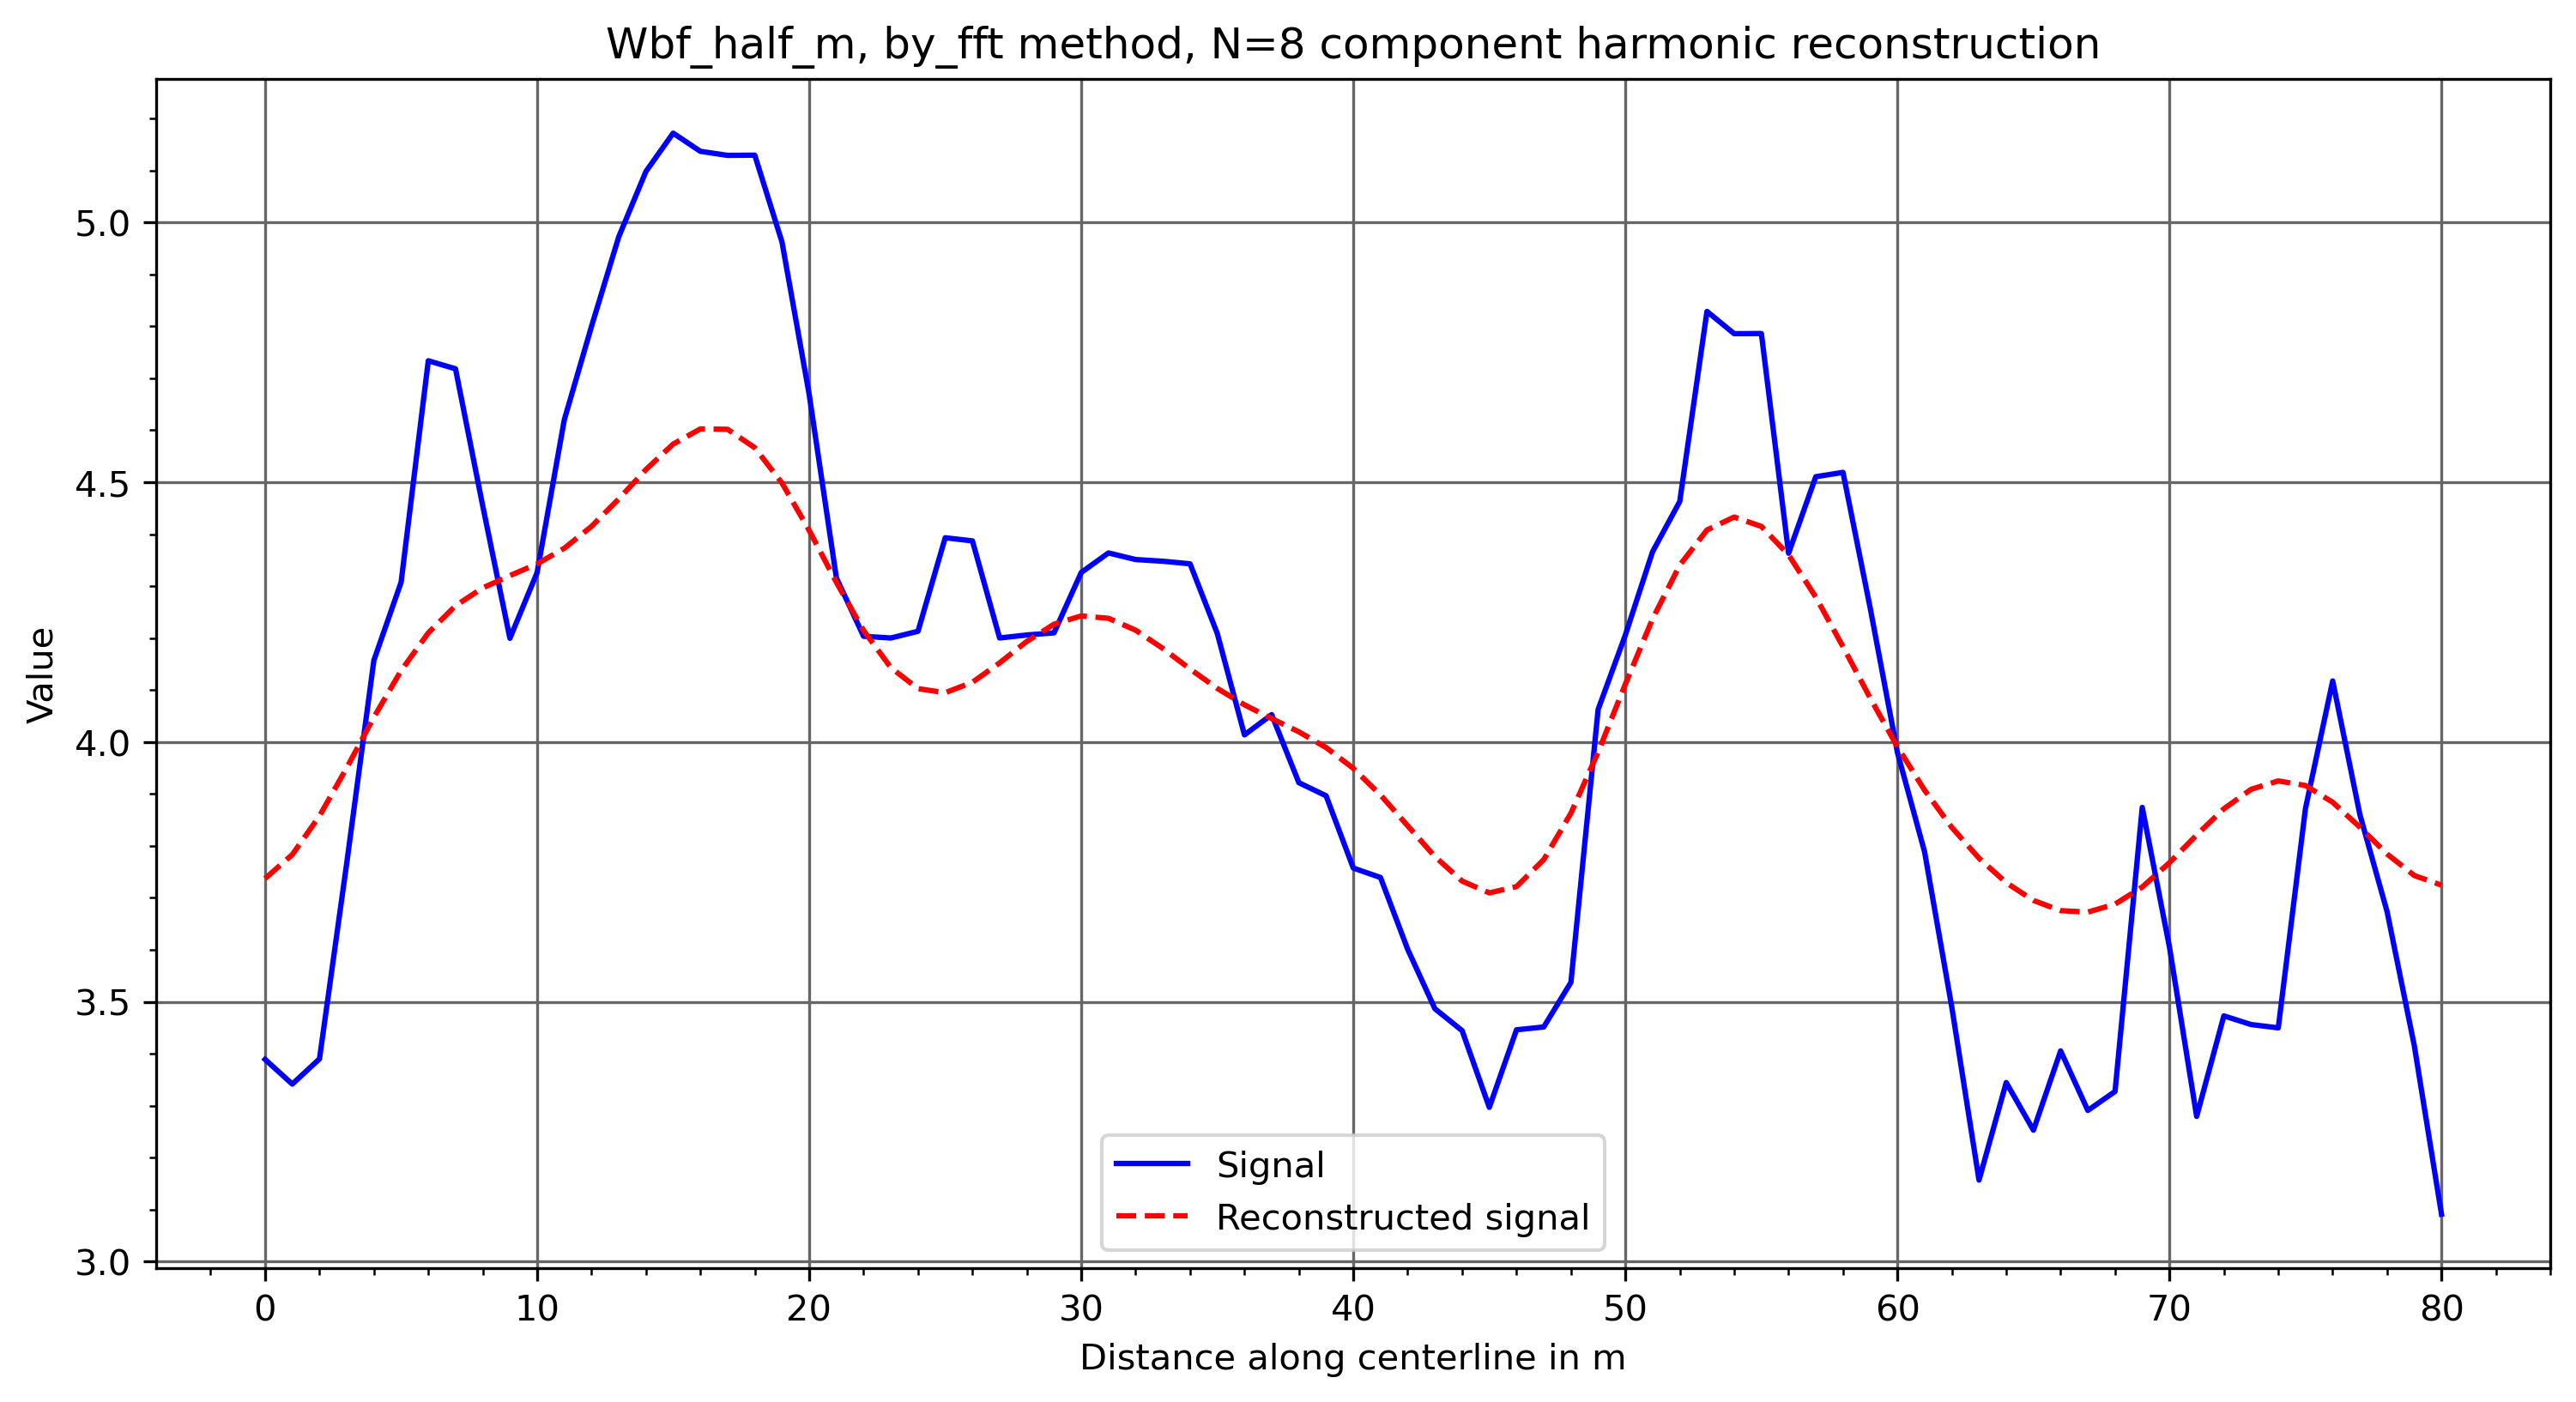 Wbf_half_m, by_fft method, N=8 component harmonic reconstruction
5.0
4.5
4.0
3.5
3.0
Value
Signal
Reconstructed signal
0 10 20 30 40 50 60 70 80
Distance along centerline in m